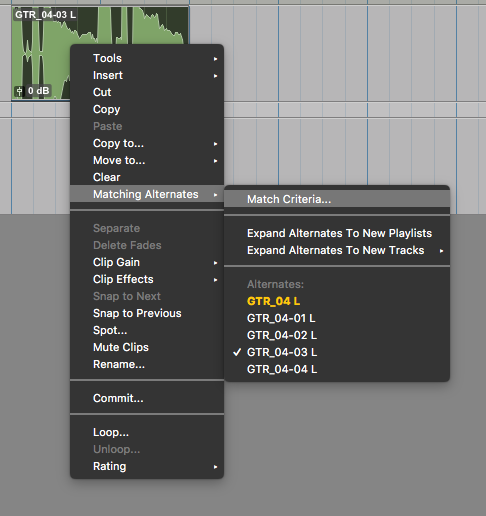 GTR_04-03 L
0 dB
Tools
Insert
Cut
Copy
Paste
Copy to...
Move to...
Clear
Matching Alternates
Separate
Delete Fades
Clip Gain
Clip Effects
Snap to Next
Snap to Previous
Spot...
Mute Clips
Rename...
Commit...
Loop...
Unloop...
Rating
Match Criteria...
Expand Alternates To New Playlists
Expand Alternates To New Tracks
Alternates:
GTR_04 L
GTR_04-01 L
GTR_04-02 L
GTR_04-03 L
GTR_04-04 L